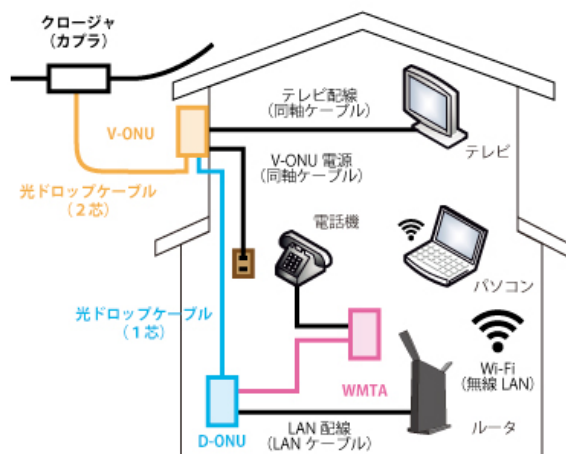 クロージャ
(カプラ)
V-ONU
テレビ配線
(同軸ケーブル)
テレビ
V-ONU 電源
(同軸ケーブル)
光ドロップケーブル
(2芯)
電話機
パソコン
光ドロップケーブル
(1芯)
Wi-Fi
(無線 LAN)
WMTA
D-ONU
LAN 配線
(LAN ケーブル)
ルータ